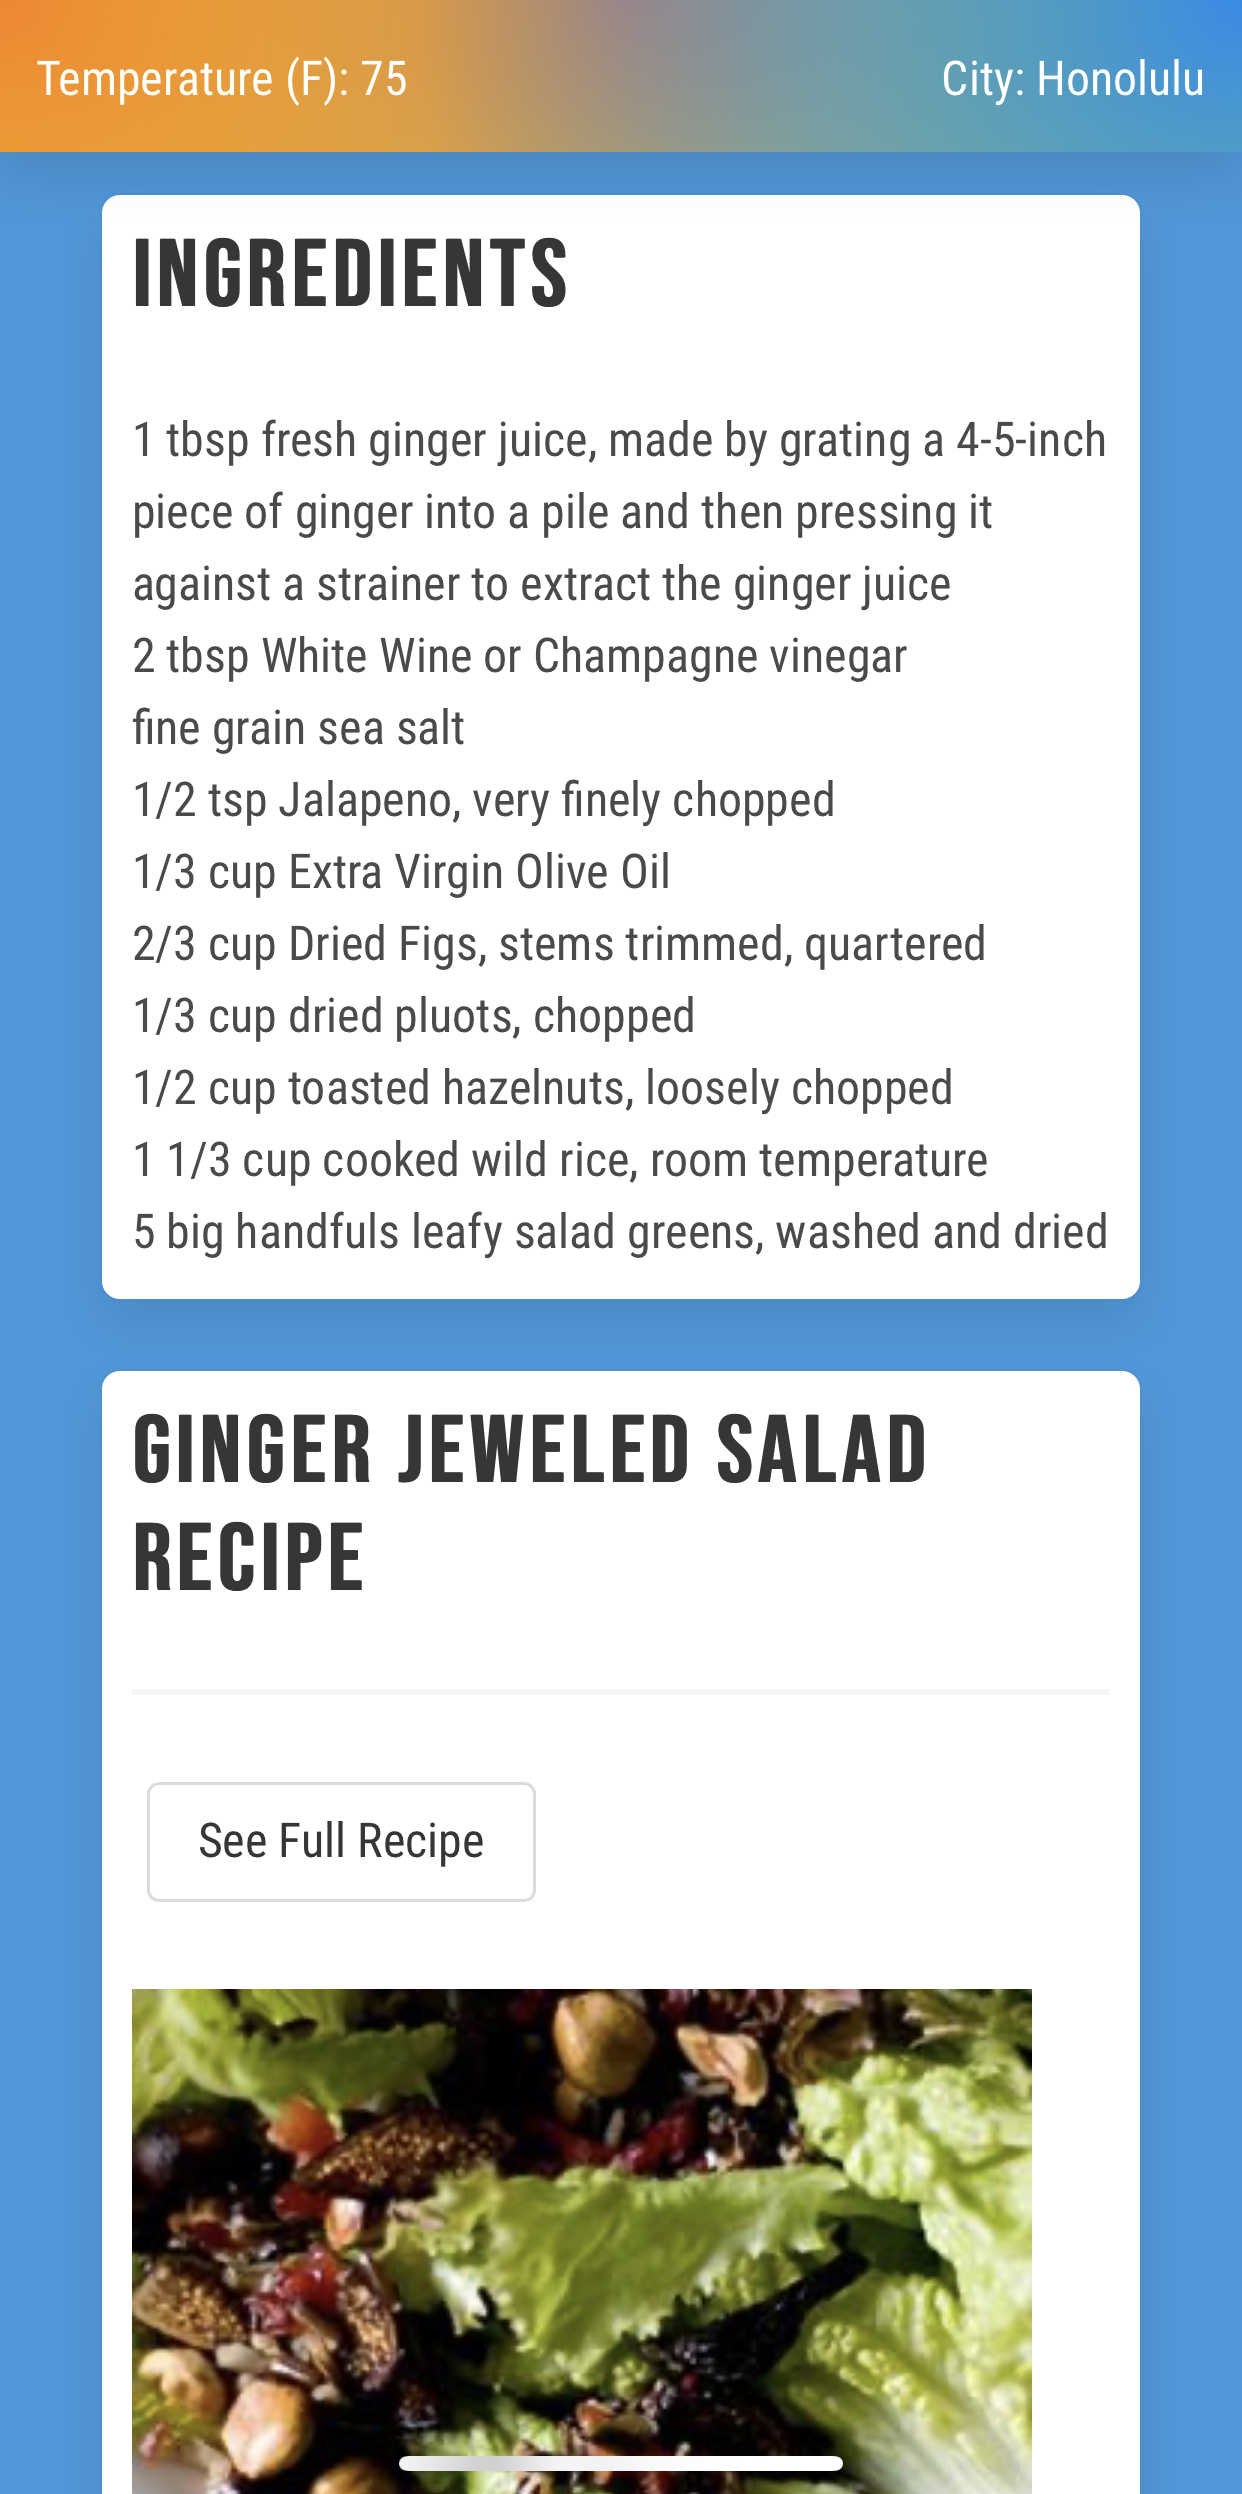 Temperature (F): 75
City: Honolulu
INGREDIENTS
1 tbsp fresh ginger juice, made by grating a 4-5-inch
piece of ginger into a pile and then pressing it
against a strainer to extract the ginger juice
2 tbsp White Wine or Champagne vinegar
fine grain sea salt
1/2 tsp Jalapeno, very finely chopped
1/3 cup Extra Virgin Olive Oil
2/3 cup Dried Figs, stems trimmed, quartered
1/3 cup dried pluots, chopped
1/2 cup toasted hazelnuts, loosely chopped
1 1/3 cup cooked wild rice, room temperature
5 big handfuls leafy salad greens, washed and dried
GINGER JEWELED SALAD
RECIPE
See Full Recipe